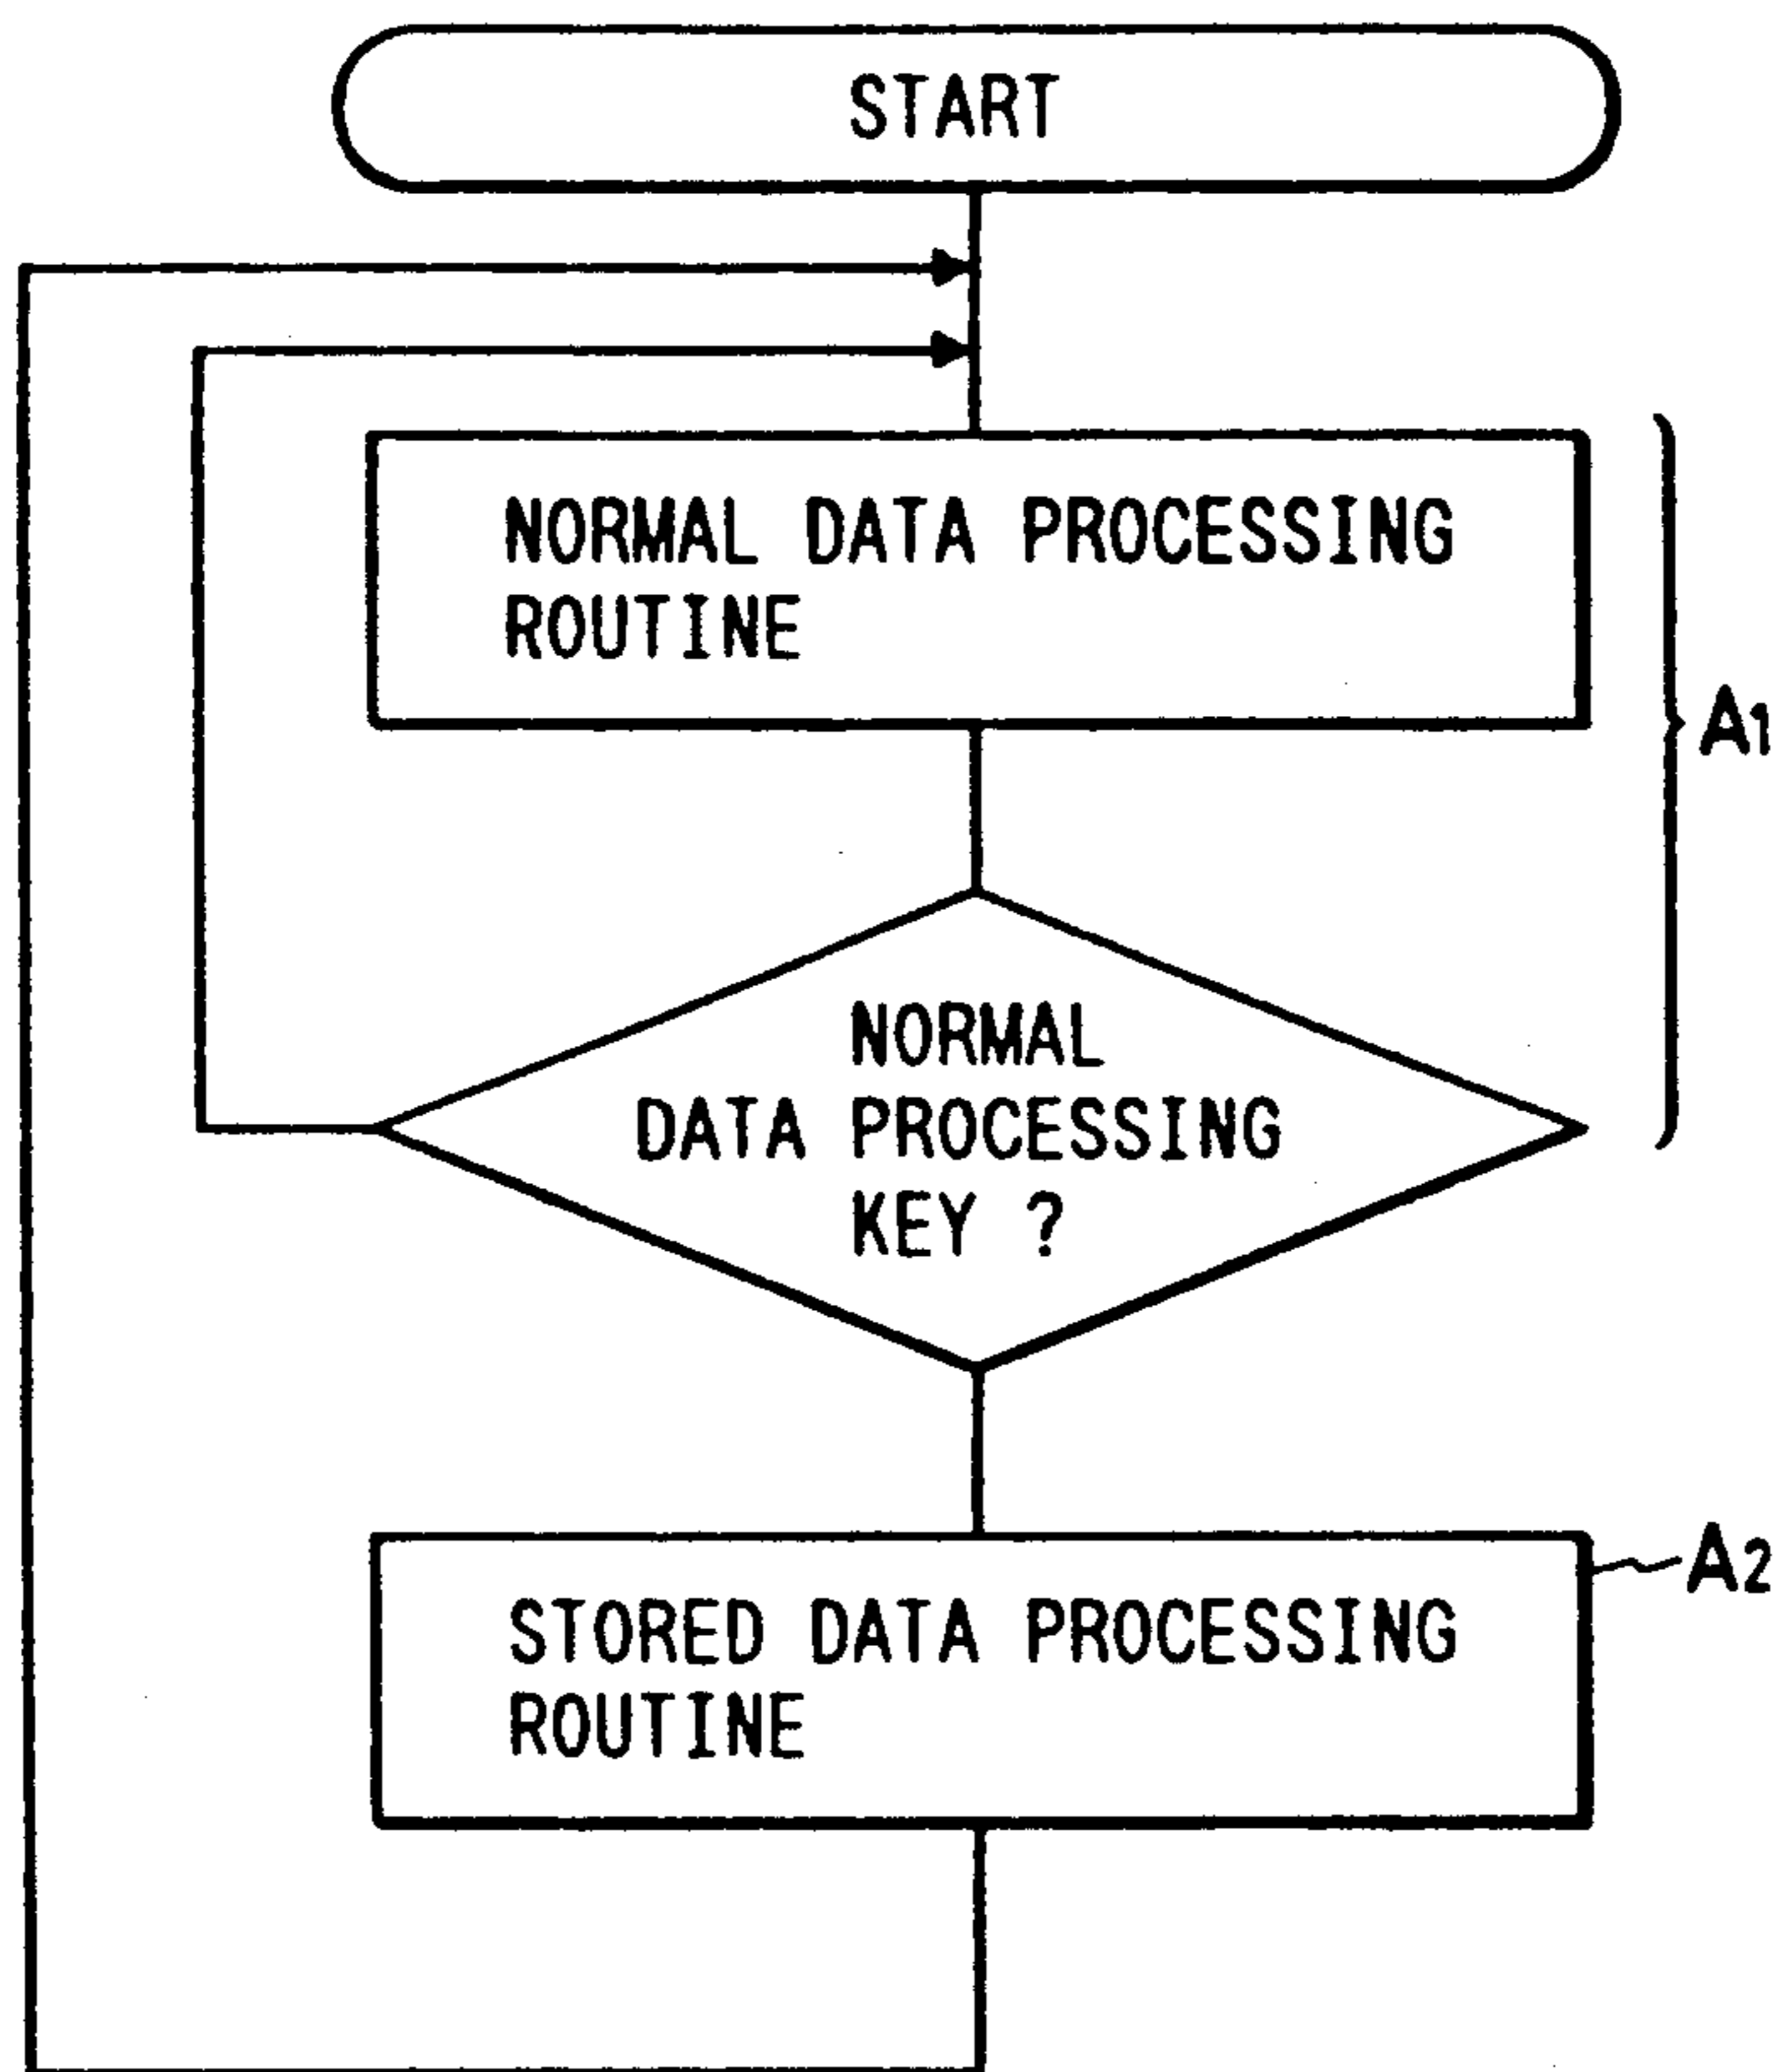 START
NORMAL DATA PROCESSING
ROUTINE
A1
NORMAL
DATA PROCESSING
KEY ?
STORED DATA PROCESSING
ROUTINE
A2